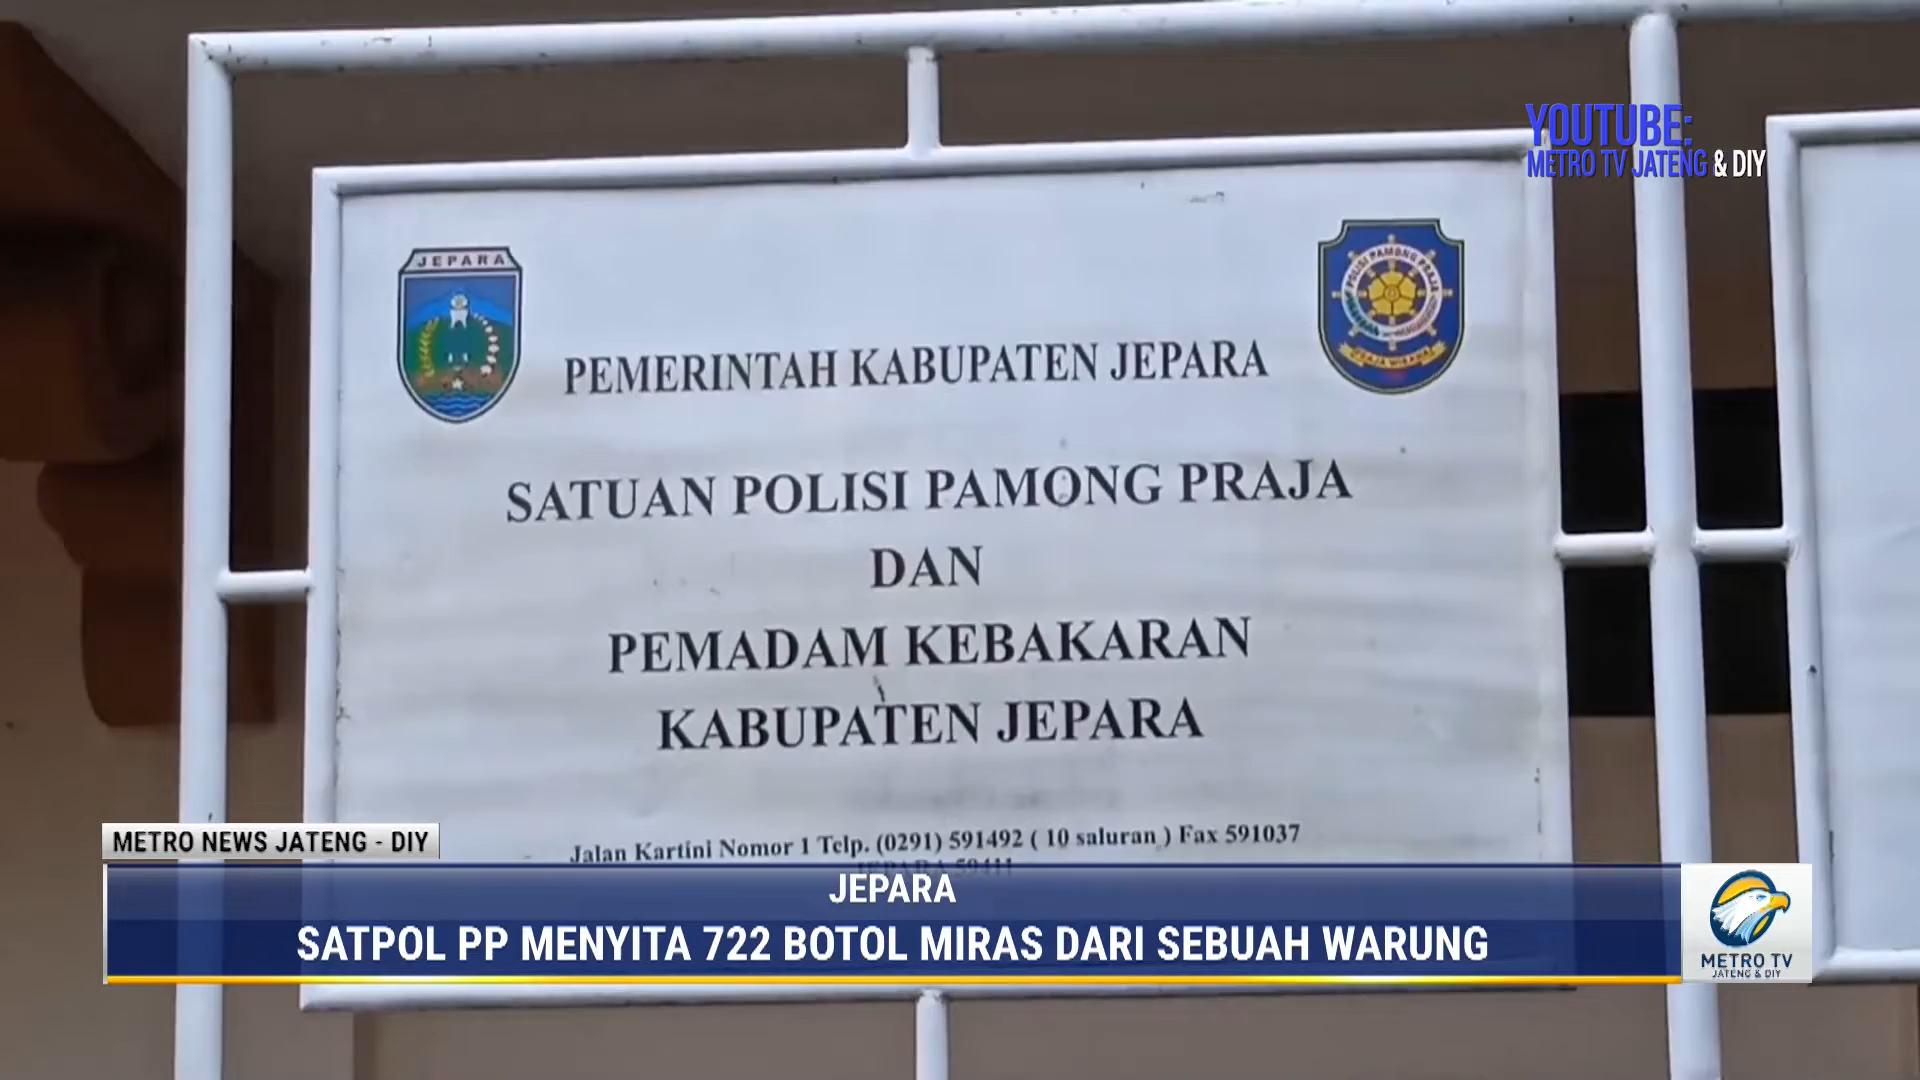 YOUTUBE:
METRO TV JATENG & DIY
JEPARA
POLISI PAMONG PRAJA
PRAJA WIBAWA
PEMERINTAH KABUPATEN JEPARA
SATUAN POLISI PAMONG PRAJA
DAN
PEMADAM KEBAKARAN
KABUPATEN JEPARA
Jalan Kartini Nomor 1 Telp. (0291) 591492 ( 10 saluran ) Fax 591037
JEPARA 59411
METRO NEWS JATENG - DIY
JEPARA
SATPOL PP MENYITA 722 BOTOL MIRAS DARI SEBUAH WARUNG
METRO TV
JATENG & DIY